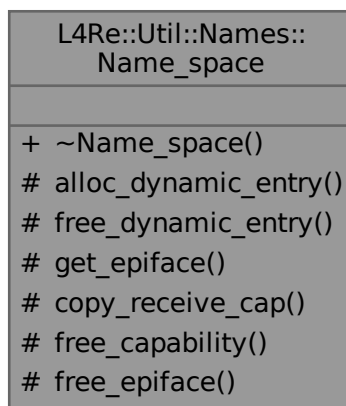 L4Re::Util::Names::
Name_space
+ ~Name_space()
# alloc_dynamic_entry()
# free_dynamic_entry()
# get_epiface()
# copy_receive_cap()
# free_capability()
# free_epiface()